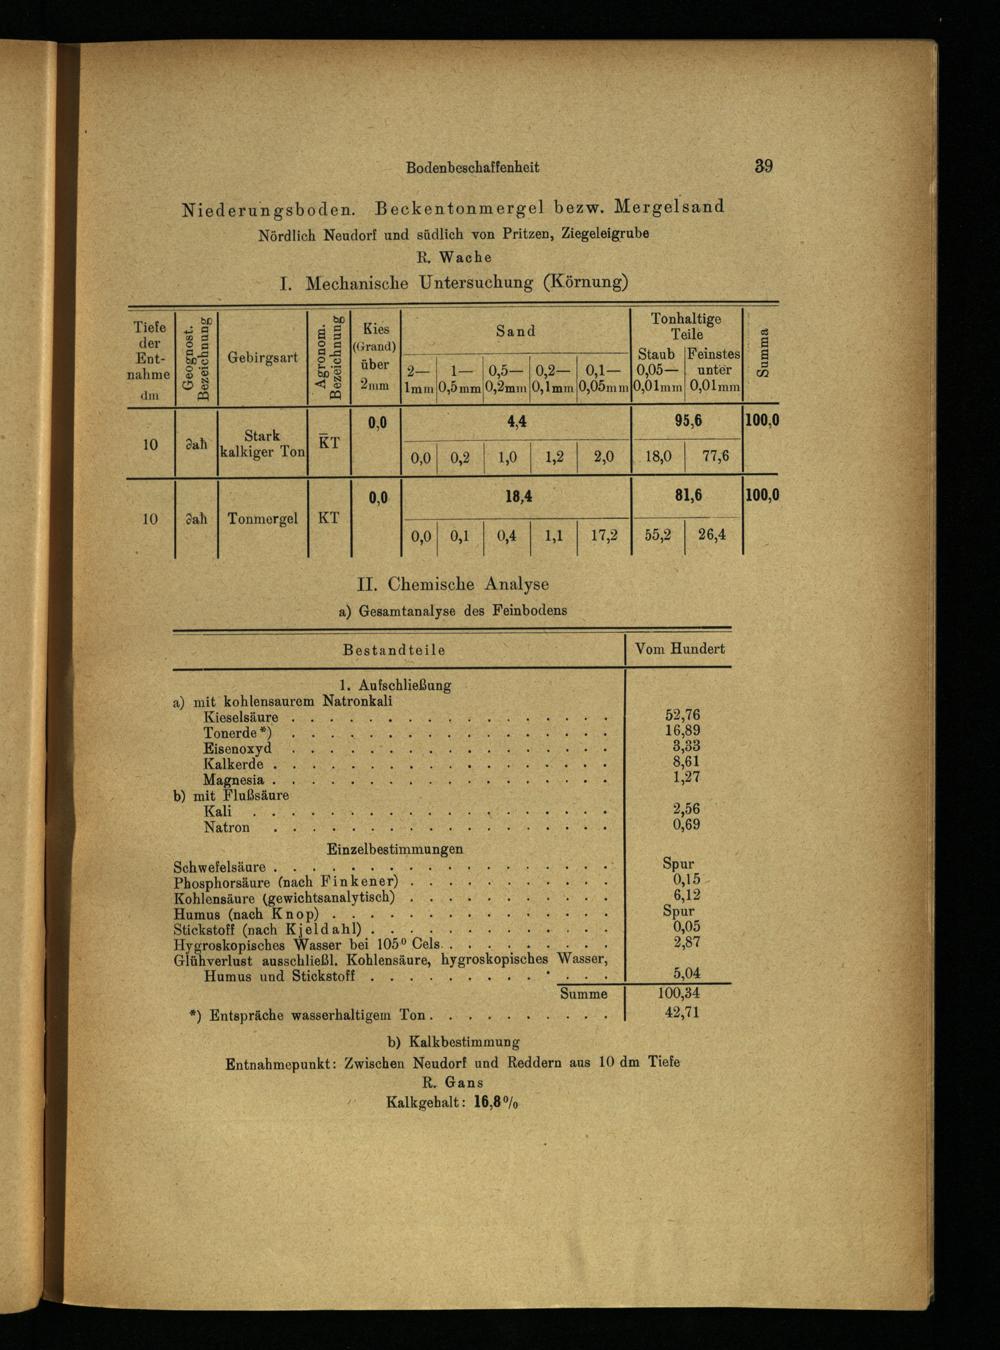 Bodenbeschaffenheit 39
Niederungsboden. Beckentonmergel bezw. Mergelsand
Nördlich Neudorf und südlich von Pritzen, Ziegeleigrube
R. Wache
I. Mechanische Untersuchung (Körnung)
Tiefe der Ent-nahme dm | Geognost. Bezeichnung | Gebirgsart | Agronom. Bezeichnung | Kies (Grand) über 2mm | Sand | Tonhaltige Teile | Summa
2—1mm | 1—0,5mm | 0,5—0,2mm | 0,2—0,1mm | 0,1—0,05mm | Staub 0,05—0,01mm | Feinstes unter 0,01mm
10 | ∂ah | Stark kalkiger Ton | K̅T | 0,0 | 4,4 | 95,6 | 100,0
0,0 | 0,2 | 1,0 | 1,2 | 2,0 | 18,0 | 77,6
10 | ∂ah | Tonmergel | KT | 0,0 | 18,4 | 81,6 | 100,0
0,0 | 0,1 | 0,4 | 1,1 | 17,2 | 55,2 | 26,4
II. Chemische Analyse
a) Gesamtanalyse des Feinbodens
Bestandteile | Vom Hundert
1. Aufschließung
a) mit kohlensaurem Natronkali
Kieselsäure . . . . . . . . . . . . . . . . . 52,76
Tonerde*) . . . . . . . . . . . . . . . . . 16,89
Eisenoxyd . . . . . . . . . . . . . . . . . 3,33
Kalkerde . . . . . . . . . . . . . . . . . . 8,61
Magnesia . . . . . . . . . . . . . . . . . . 1,27
b) mit Flußsäure
Kali . . . . . . . . . . . . . . . . . . . 2,56
Natron . . . . . . . . . . . . . . . . . . 0,69
Einzelbestimmungen
Schwefelsäure . . . . . . . . . . . . . . . . . . Spur
Phosphorsäure (nach Finkener) . . . . . . . . . . . 0,15
Kohlensäure (gewichtsanalytisch) . . . . . . . . . . . 6,12
Humus (nach Knop) . . . . . . . . . . . . . . . Spur
Stickstoff (nach Kjeldahl) . . . . . . . . . . . . . 0,05
Hygroskopisches Wasser bei 105° Cels. . . . . . . . . . 2,87
Glühverlust ausschließl. Kohlensäure, hygroskopisches Wasser,
Humus und Stickstoff . . . . . . . . . . . . . 5,04
Summe 100,34
*) Entspräche wasserhaltigem Ton . . . . . . . . . . 42,71
b) Kalkbestimmung
Entnahmepunkt: Zwischen Neudorf und Reddern aus 10 dm Tiefe
R. Gans
Kalkgehalt: 16,8%